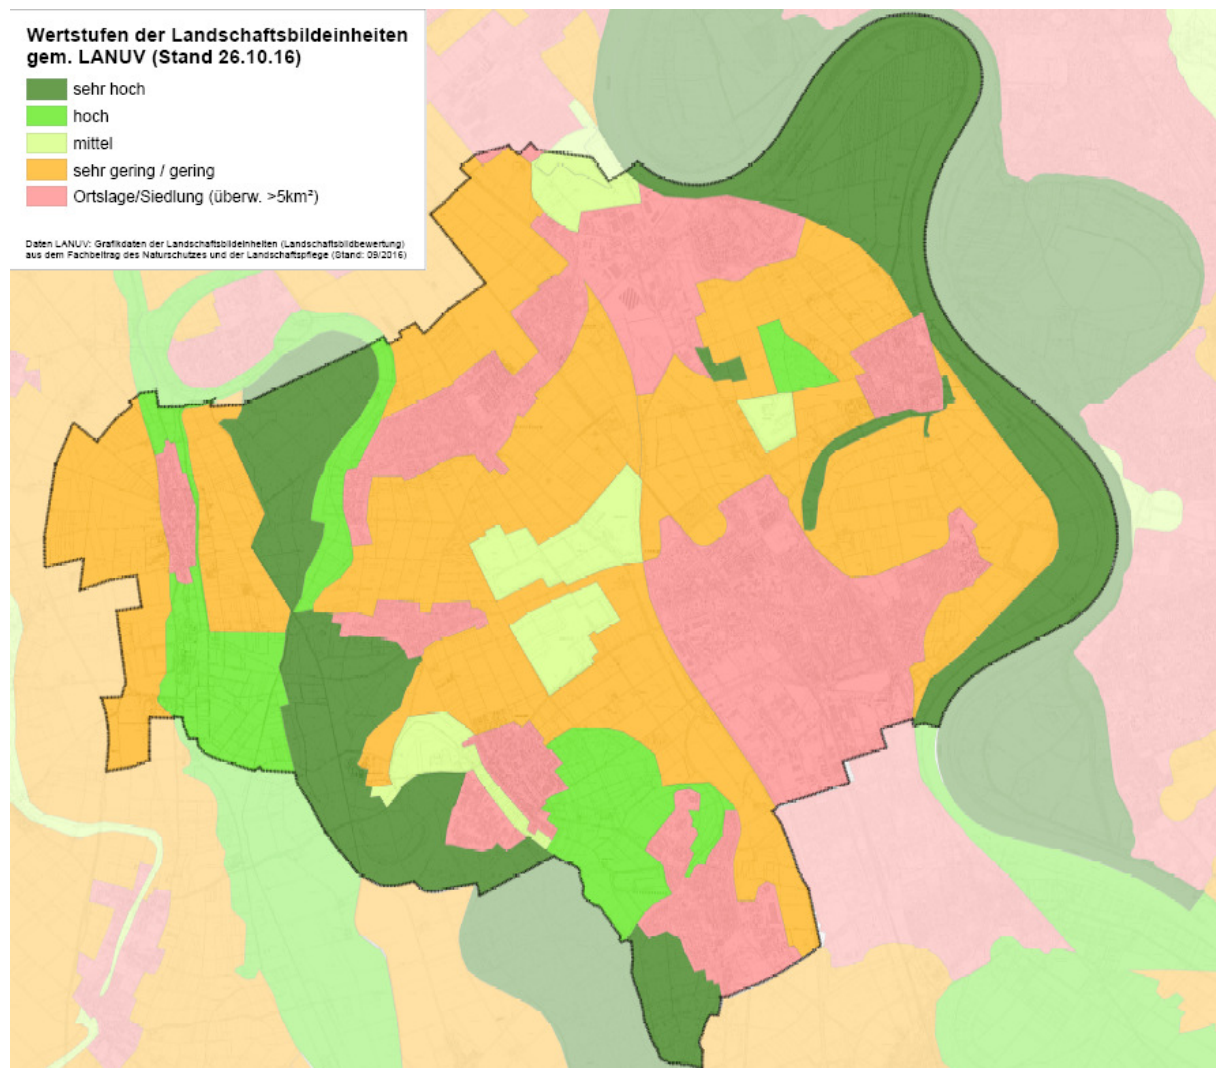 Wertstufen der Landschaftsbildeinheiten
gem. LANUV (Stand 26.10.16)
sehr hoch
hoch
mittel
sehr gering / gering
Ortslage/Siedlung (überw. >5km²)
Daten LANUV: Grafikdaten der Landschaftsbildeinheiten (Landschaftsbildbewertung)
aus dem Fachbeitrag des Naturschutzes und der Landschaftspflege (Stand: 09/2016)